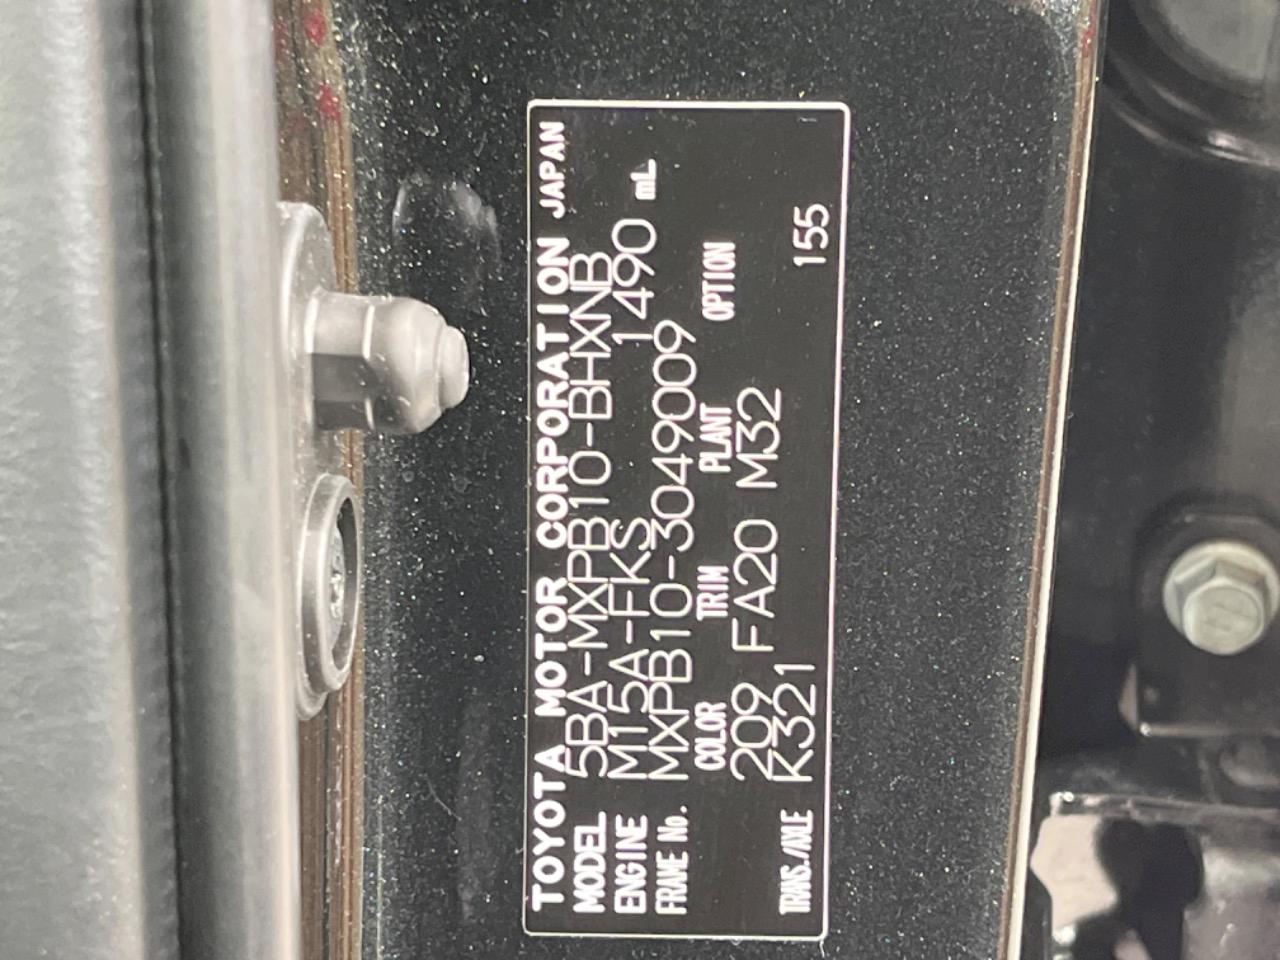 TOYOTA MOTOR CORPORATION JAPAN
MODEL 5BA-MXPB10-BHXNB
ENGINE M15A-FKS 1490 mL
FRAME No. MXPB10-3049009
COLOR TRIM PLANT OPTION
209 FA20 M32
TRANS./AXLE K321 155